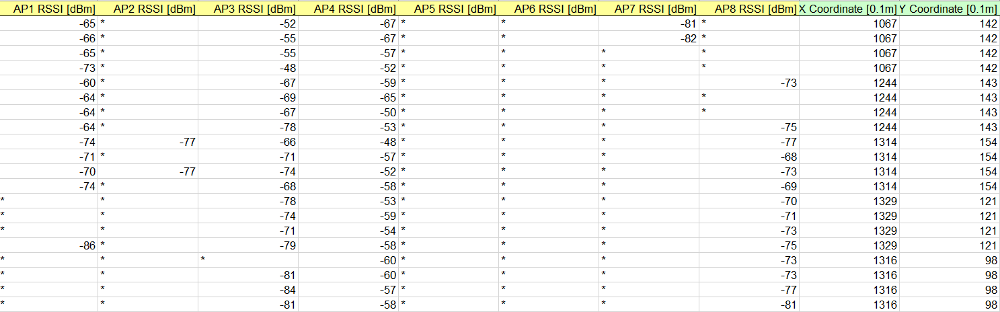 AP1 RSSI [dBm] AP2 RSSI [dBm] AP3 RSSI [dBm] AP4 RSSI [dBm] AP5 RSSI [dBm] AP6 RSSI [dBm] AP7 RSSI [dBm] AP8 RSSI [dBm] X Coordinate [0.1m] Y Coordinate [0.1m]
-65 * -52 -67 * * -81 * 1067 142
-66 * -55 -67 * * -82 * 1067 142
-65 * -55 -57 * * * * 1067 142
-73 * -48 -52 * * * * 1067 142
-60 * -67 -59 * * * -73 1244 143
-64 * -69 -65 * * * * 1244 143
-64 * -67 -50 * * * * 1244 143
-64 * -78 -53 * * * -75 1244 143
-74 -77 -66 -48 * * * -77 1314 154
-71 * -71 -57 * * * -68 1314 154
-70 -77 -74 -52 * * * -73 1314 154
-74 * -68 -58 * * * -69 1314 154
* * -78 -53 * * * -70 1329 121
* * -74 -59 * * * -71 1329 121
* * -71 -54 * * * -73 1329 121
-86 * -79 -58 * * * -75 1329 121
* * * -60 * * * -73 1316 98
* * -81 -60 * * * -73 1316 98
* * -84 -57 * * * -77 1316 98
* * -81 -58 * * * -81 1316 98